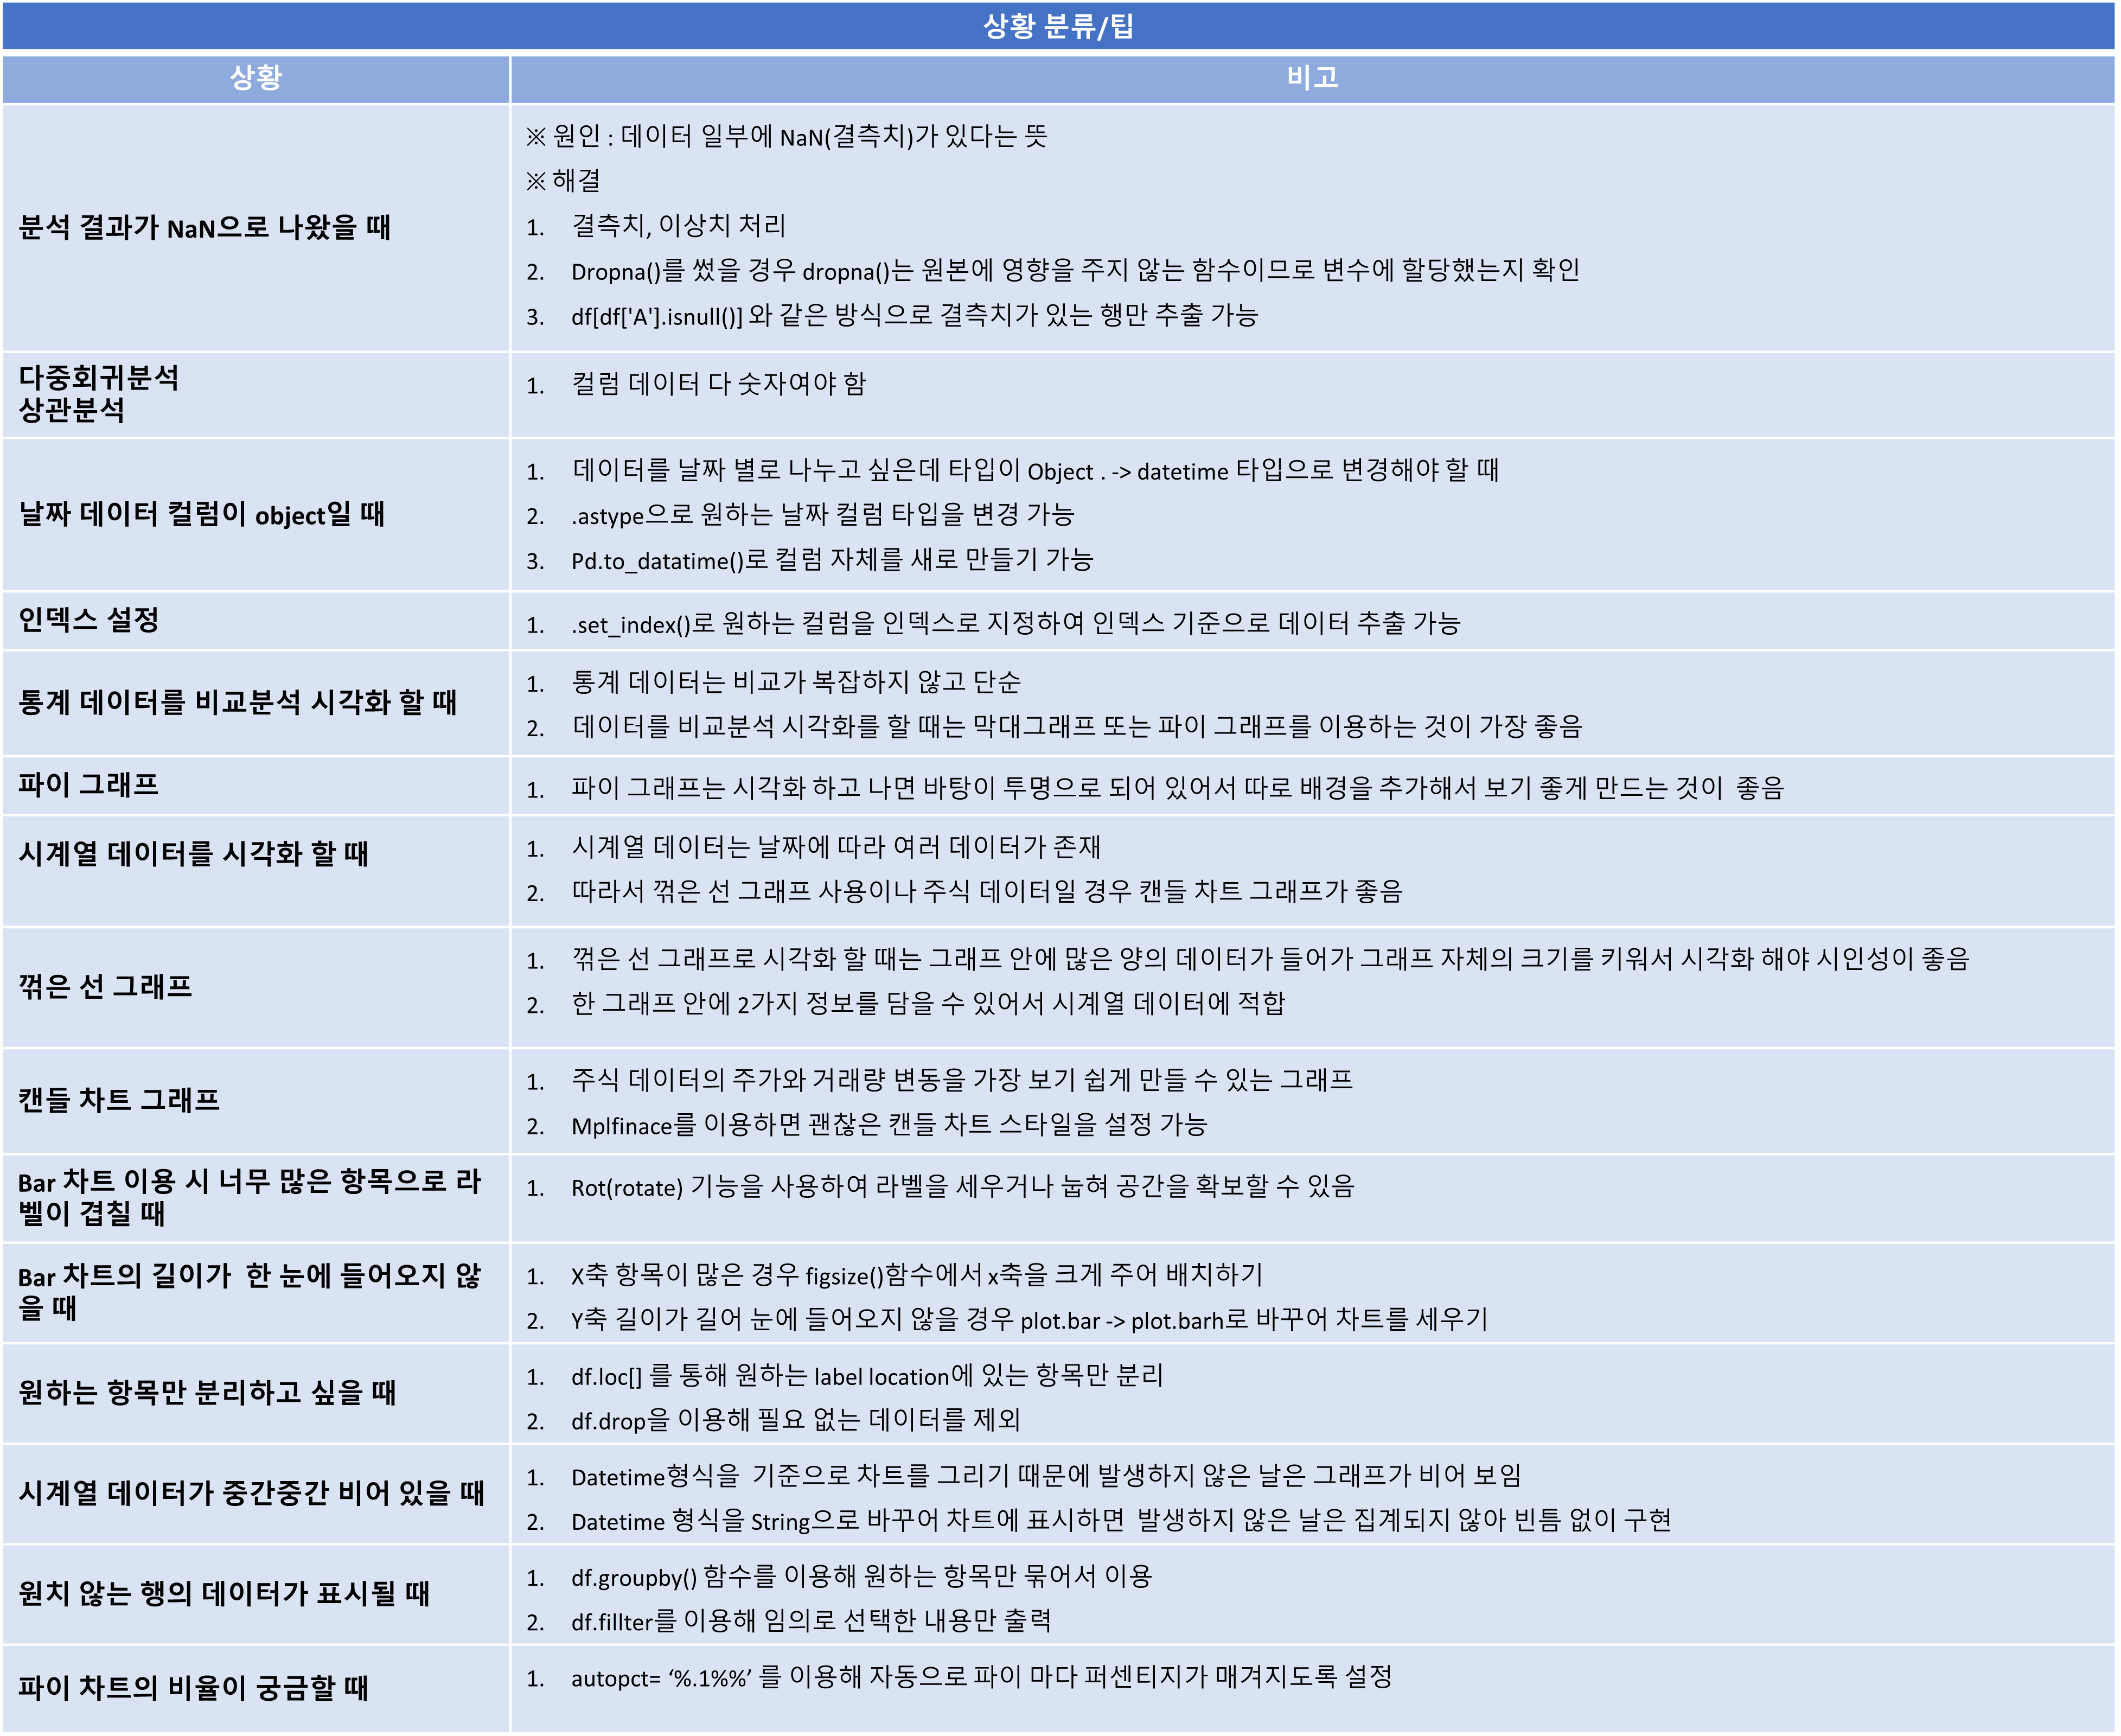 상황 분류/팁
상황
비고
분석 결과가 NaN으로 나왔을 때
※ 원인 : 데이터 일부에 NaN(결측치)가 있다는 뜻
※ 해결
1. 결측치, 이상치 처리
2. Dropna()를 썼을 경우 dropna()는 원본에 영향을 주지 않는 함수이므로 변수에 할당했는지 확인
3. df[df['A'].isnull()] 와 같은 방식으로 결측치가 있는 행만 추출 가능
다중회귀분석
상관분석
1. 컬럼 데이터 다 숫자여야 함
날짜 데이터 컬럼이 object일 때
1. 데이터를 날짜 별로 나누고 싶은데 타입이 Object . -> datetime 타입으로 변경해야 할 때
2. .astype으로 원하는 날짜 컬럼 타입을 변경 가능
3. Pd.to_datatime()로 컬럼 자체를 새로 만들기 가능
인덱스 설정
1. .set_index()로 원하는 컬럼을 인덱스로 지정하여 인덱스 기준으로 데이터 추출 가능
통계 데이터를 비교분석 시각화 할 때
1. 통계 데이터는 비교가 복잡하지 않고 단순
2. 데이터를 비교분석 시각화를 할 때는 막대그래프 또는 파이 그래프를 이용하는 것이 가장 좋음
파이 그래프
1. 파이 그래프는 시각화 하고 나면 바탕이 투명으로 되어 있어서 따로 배경을 추가해서 보기 좋게 만드는 것이  좋음
시계열 데이터를 시각화 할 때
1. 시계열 데이터는 날짜에 따라 여러 데이터가 존재
2. 따라서 꺾은 선 그래프 사용이나 주식 데이터일 경우 캔들 차트 그래프가 좋음
꺾은 선 그래프
1. 꺾은 선 그래프로 시각화 할 때는 그래프 안에 많은 양의 데이터가 들어가 그래프 자체의 크기를 키워서 시각화 해야 시인성이 좋음
2. 한 그래프 안에 2가지 정보를 담을 수 있어서 시계열 데이터에 적합
캔들 차트 그래프
1. 주식 데이터의 주가와 거래량 변동을 가장 보기 쉽게 만들 수 있는 그래프
2. Mplfinace를 이용하면 괜찮은 캔들 차트 스타일을 설정 가능
Bar 차트 이용 시 너무 많은 항목으로 라
벨이 겹칠 때
1. Rot(rotate) 기능을 사용하여 라벨을 세우거나 눕혀 공간을 확보할 수 있음
Bar 차트의 길이가  한 눈에 들어오지 않
을 때
1. X축 항목이 많은 경우 figsize()함수에서 x축을 크게 주어 배치하기
2. Y축 길이가 길어 눈에 들어오지 않을 경우 plot.bar -> plot.barh로 바꾸어 차트를 세우기
원하는 항목만 분리하고 싶을 때
1. df.loc[] 를 통해 원하는 label location에 있는 항목만 분리
2. df.drop을 이용해 필요 없는 데이터를 제외
시계열 데이터가 중간중간 비어 있을 때
1. Datetime형식을  기준으로 차트를 그리기 때문에 발생하지 않은 날은 그래프가 비어 보임
2. Datetime 형식을 String으로 바꾸어 차트에 표시하면  발생하지 않은 날은 집계되지 않아 빈틈 없이 구현
원치 않는 행의 데이터가 표시될 때
1. df.groupby() 함수를 이용해 원하는 항목만 묶어서 이용
2. df.fillter를 이용해 임의로 선택한 내용만 출력
파이 차트의 비율이 궁금할 때
1. autopct= ‘%.1%%’ 를 이용해 자동으로 파이 마다 퍼센티지가 매겨지도록 설정